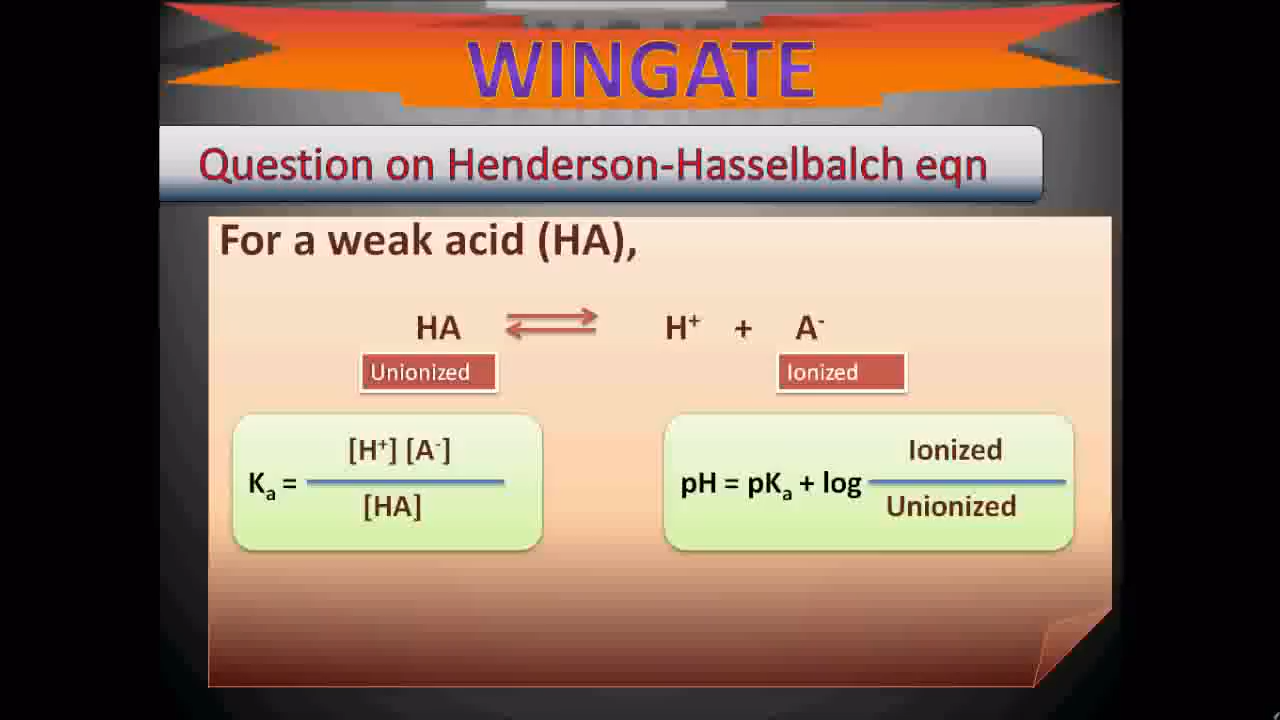 WINGATE
Question on Henderson-Hasselbalch eqn
For a weak acid (HA),
HA ⇌ H⁺ + A⁻
Unionized Ionized
[H⁺] [A⁻]
Kₐ =
[HA]
Ionized
pH = pKₐ + log
Unionized